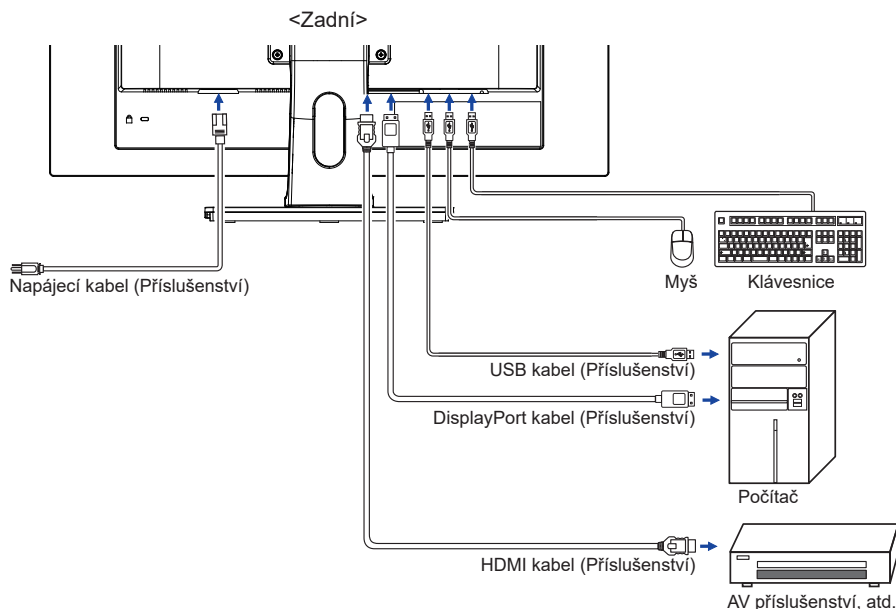 <Zadní>
Napájecí kabel (Příslušenství)
Myš
Klávesnice
USB kabel (Příslušenství)
DisplayPort kabel (Příslušenství)
Počítač
HDMI kabel (Příslušenství)
AV příslušenství, atd.